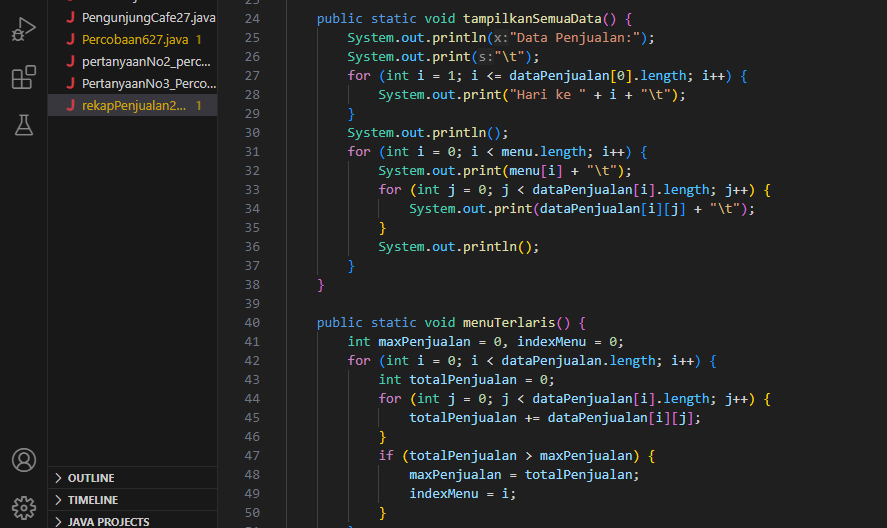 PengunjungCafe27.java
Percobaan627.java 1
pertanyaanNo2_perc...
PertanyaanNo3_Perco...
rekapPenjualan2... 1
OUTLINE
TIMELINE
JAVA PROJECTS
24 public static void tampilkanSemuaData() {
25 System.out.println(x:"Data Penjualan:");
26 System.out.print(s:"\t");
27 for (int i = 1; i <= dataPenjualan[0].length; i++) {
28 System.out.print("Hari ke " + i + "\t");
29 }
30 System.out.println();
31 for (int i = 0; i < menu.length; i++) {
32 System.out.print(menu[i] + "\t");
33 for (int j = 0; j < dataPenjualan[i].length; j++) {
34 System.out.print(dataPenjualan[i][j] + "\t");
35 }
36 System.out.println();
37 }
38 }
39
40 public static void menuTerlaris() {
41 int maxPenjualan = 0, indexMenu = 0;
42 for (int i = 0; i < dataPenjualan.length; i++) {
43 int totalPenjualan = 0;
44 for (int j = 0; j < dataPenjualan[i].length; j++) {
45 totalPenjualan += dataPenjualan[i][j];
46 }
47 if (totalPenjualan > maxPenjualan) {
48 maxPenjualan = totalPenjualan;
49 indexMenu = i;
50 }